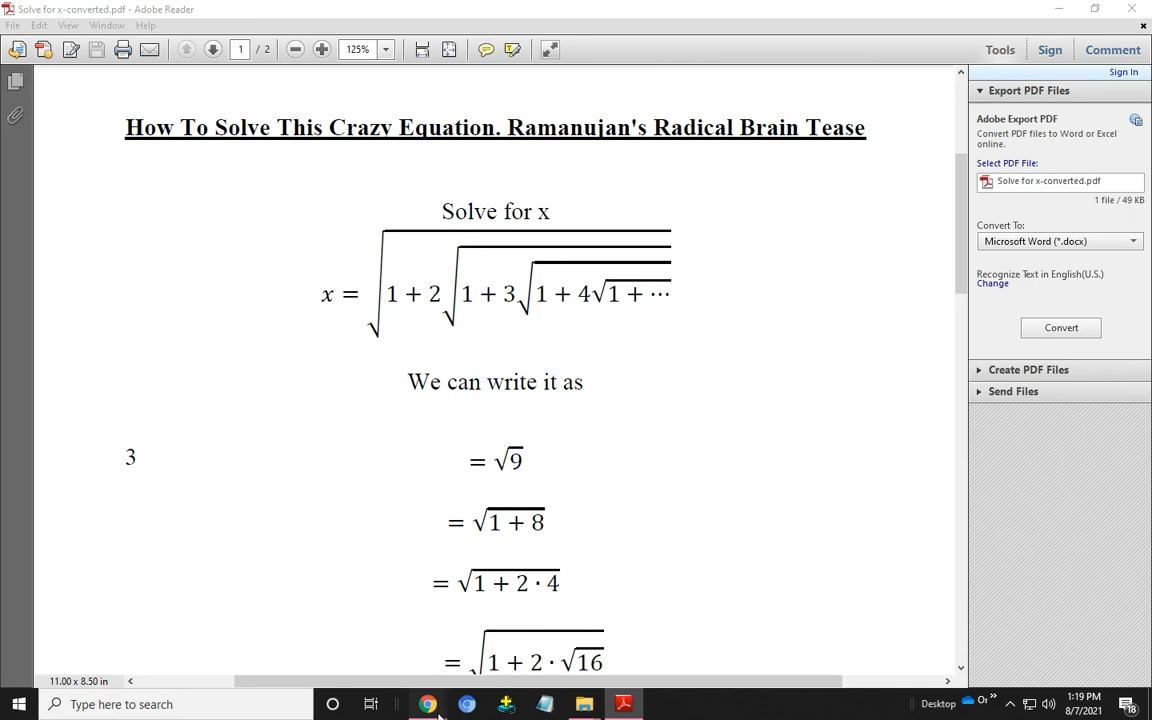 Solve for x-converted.pdf - Adobe Reader
File Edit View Window Help
1 / 2 125% Tools Sign Comment
Sign In
How To Solve This Crazy Equation. Ramanujan's Radical Brain Tease
Solve for x
x = √(1 + 2√(1 + 3√(1 + 4√(1 + ⋯
We can write it as
3 = √9
= √(1 + 8)
= √(1 + 2 · 4)
= √(1 + 2 · √16)
Export PDF Files
Adobe Export PDF
Convert PDF files to Word or Excel
online.
Select PDF File:
Solve for x-converted.pdf
1 file / 49 KB
Convert To:
Microsoft Word (*.docx)
Recognize Text in English(U.S.)
Change
Convert
Create PDF Files
Send Files
11.00 x 8.50 in
Type here to search
Desktop Or » 1:19 PM
8/7/2021 18